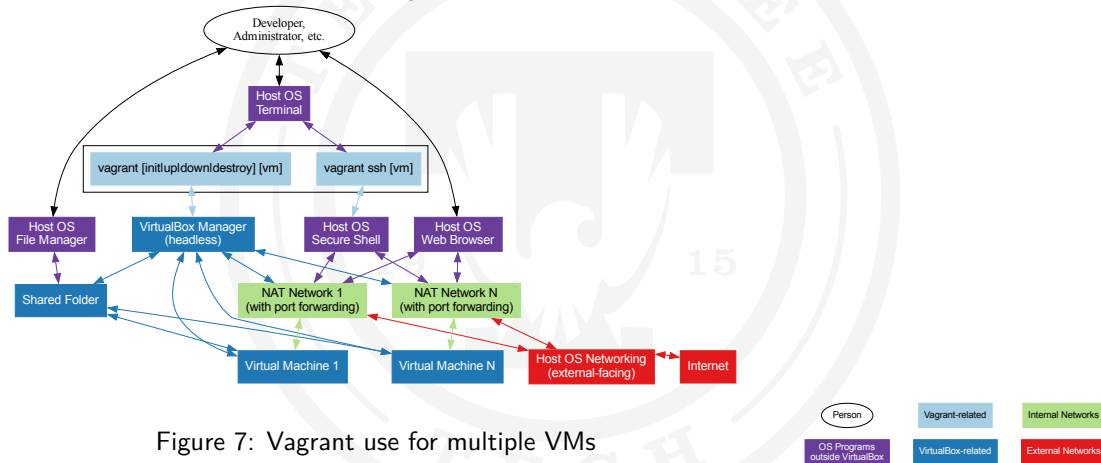 Developer,
Administrator, etc.
Host OS
Terminal
vagrant [init|up|down|destroy] [vm]
vagrant ssh [vm]
Host OS
File Manager
VirtualBox Manager
(headless)
Host OS
Secure Shell
Host OS
Web Browser
15
Shared Folder
NAT Network 1
(with port forwarding)
NAT Network N
(with port forwarding)
Virtual Machine 1
Virtual Machine N
Host OS Networking
(external-facing)
Internet
Figure 7: Vagrant use for multiple VMs
Person
Vagrant-related
Internal Networks
OS Programs
outside VirtualBox
VirtualBox-related
External Networks